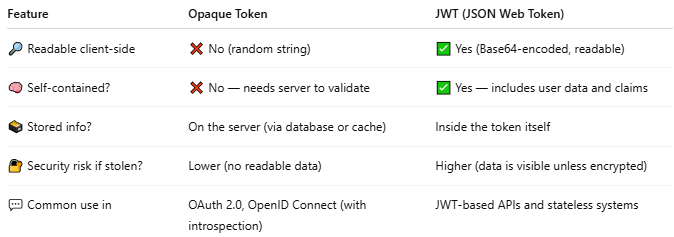 Feature Opaque Token JWT (JSON Web Token)
🔎 Readable client-side ❌ No (random string) ✅ Yes (Base64-encoded, readable)
🧠 Self-contained? ❌ No — needs server to validate ✅ Yes — includes user data and claims
📦 Stored info? On the server (via database or cache) Inside the token itself
🔐 Security risk if stolen? Lower (no readable data) Higher (data is visible unless encrypted)
💬 Common use in OAuth 2.0, OpenID Connect (with JWT-based APIs and stateless systems
introspection)